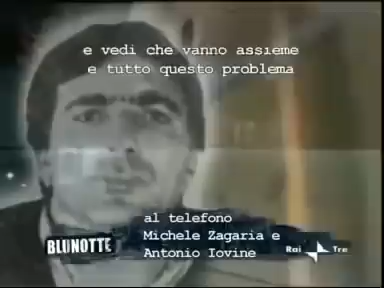 e vedi che vanno assieme
e tutto questo problema
al telefono
Michele Zagaria e
Antonio Iovine
BLUNOTTE
Rai Tre